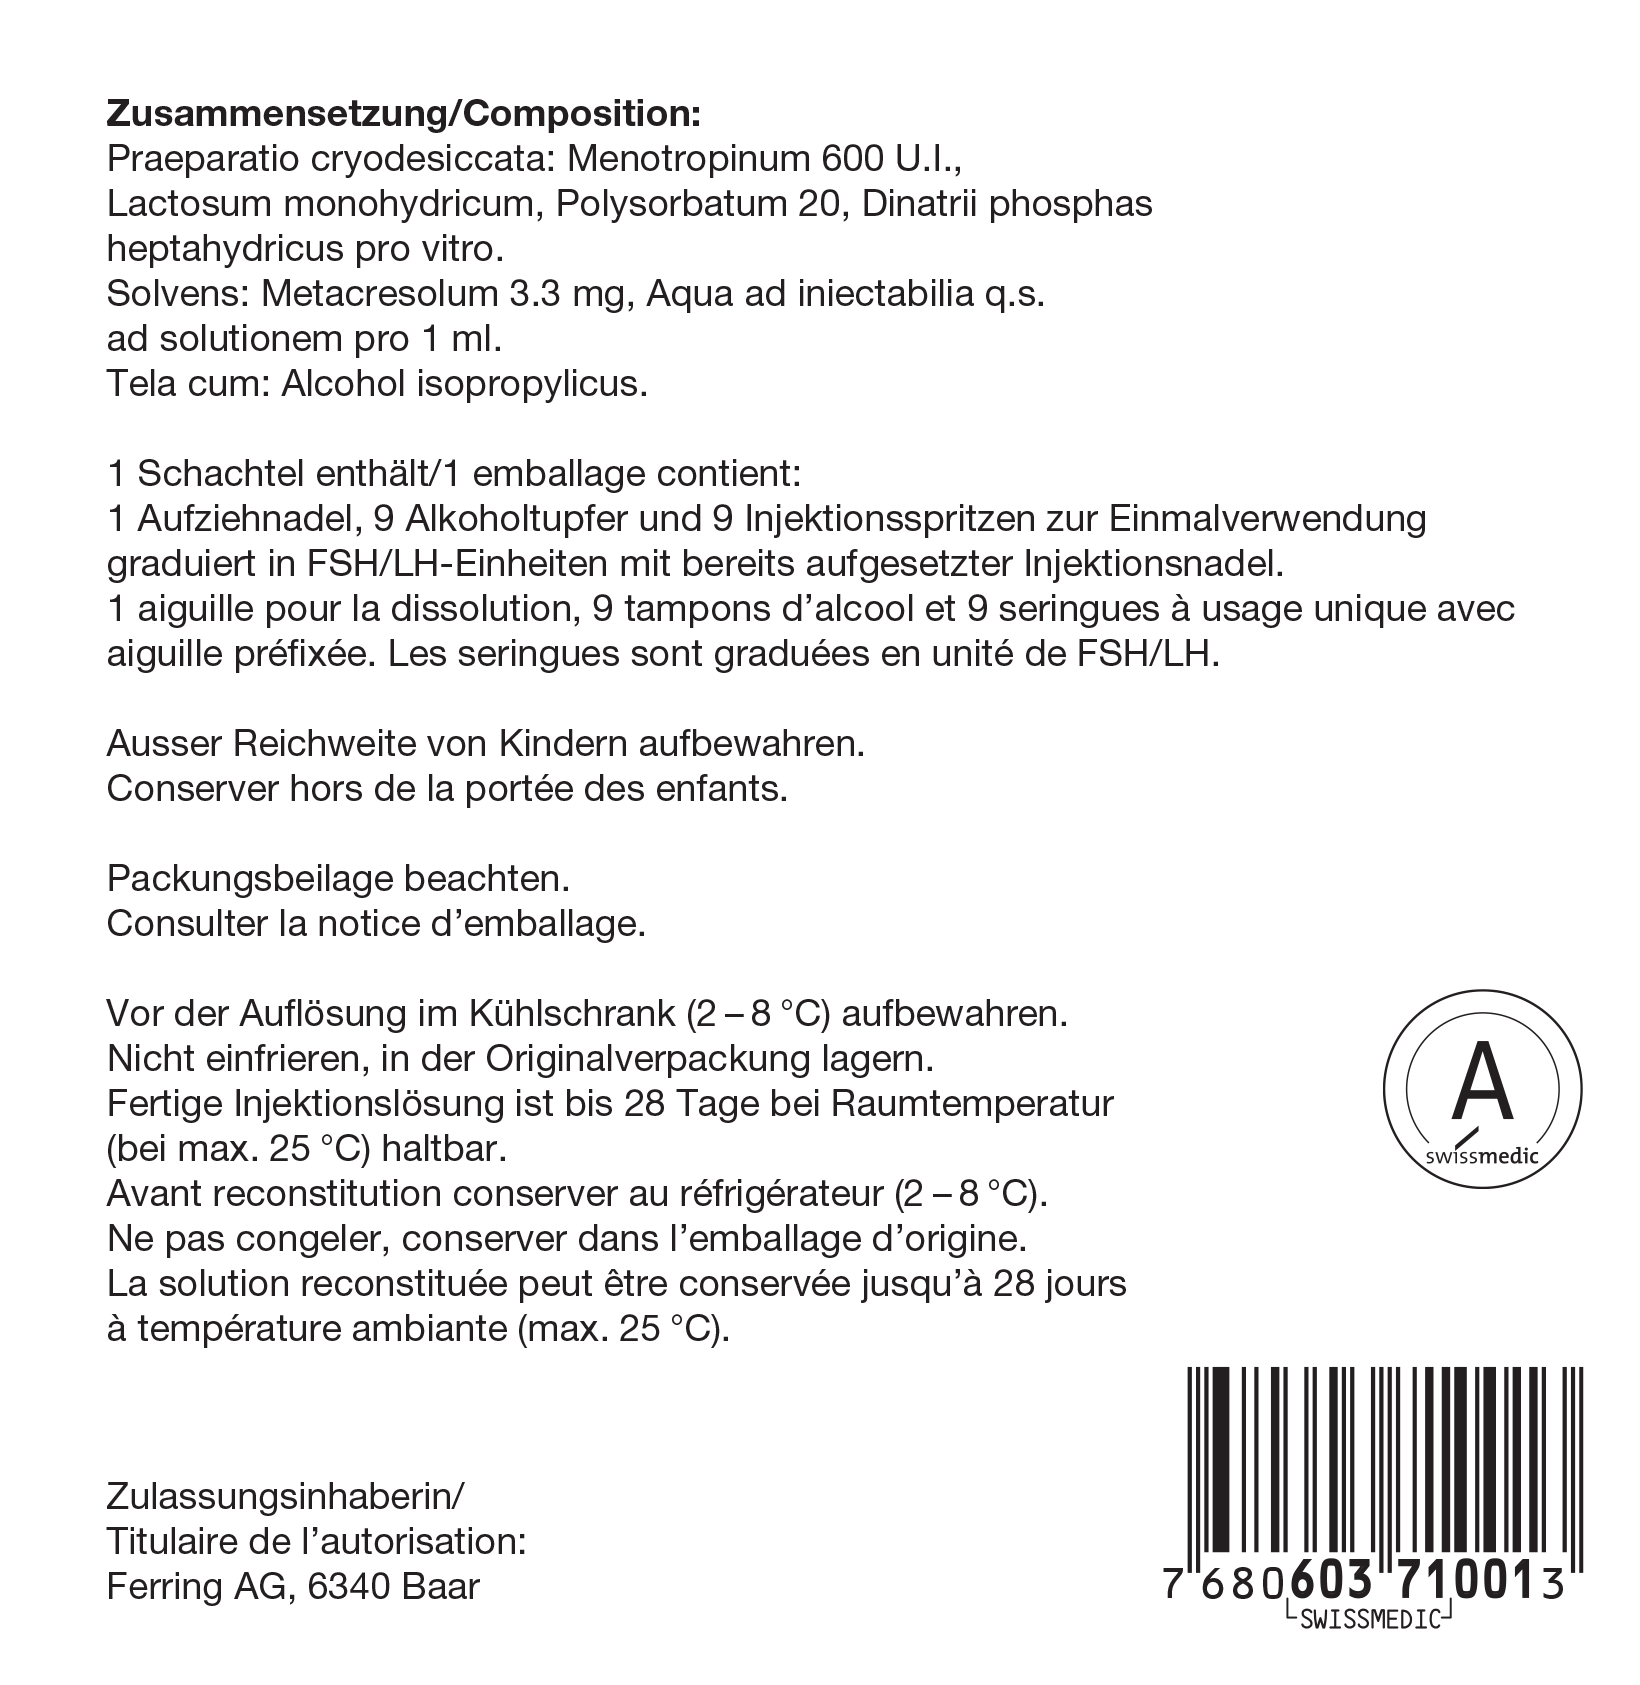 Zusammensetzung/Composition:
Praeparatio cryodesiccata: Menotropinum 600 U.I.,
Lactosum monohydricum, Polysorbatum 20, Dinatrii phosphas
heptahydricus pro vitro.
Solvens: Metacresolum 3.3 mg, Aqua ad iniectabilia q.s.
ad solutionem pro 1 ml.
Tela cum: Alcohol isopropylicus.
1 Schachtel enthält/1 emballage contient:
1 Aufziehnadel, 9 Alkoholtupfer und 9 Injektionsspritzen zur Einmalverwendung
graduiert in FSH/LH-Einheiten mit bereits aufgesetzter Injektionsnadel.
1 aiguille pour la dissolution, 9 tampons d’alcool et 9 seringues à usage unique avec
aiguille préfixée. Les seringues sont graduées en unité de FSH/LH.
Ausser Reichweite von Kindern aufbewahren.
Conserver hors de la portée des enfants.
Packungsbeilage beachten.
Consulter la notice d’emballage.
Vor der Auflösung im Kühlschrank (2 – 8 °C) aufbewahren.
Nicht einfrieren, in der Originalverpackung lagern.
Fertige Injektionslösung ist bis 28 Tage bei Raumtemperatur
(bei max. 25 °C) haltbar.
Avant reconstitution conserver au réfrigérateur (2 – 8 °C).
Ne pas congeler, conserver dans l’emballage d’origine.
La solution reconstituée peut être conservée jusqu’à 28 jours
à température ambiante (max. 25 °C).
A
swissmedic
Zulassungsinhaberin/
Titulaire de l’autorisation:
Ferring AG, 6340 Baar
7 680603 710013
SWISSMEDIC